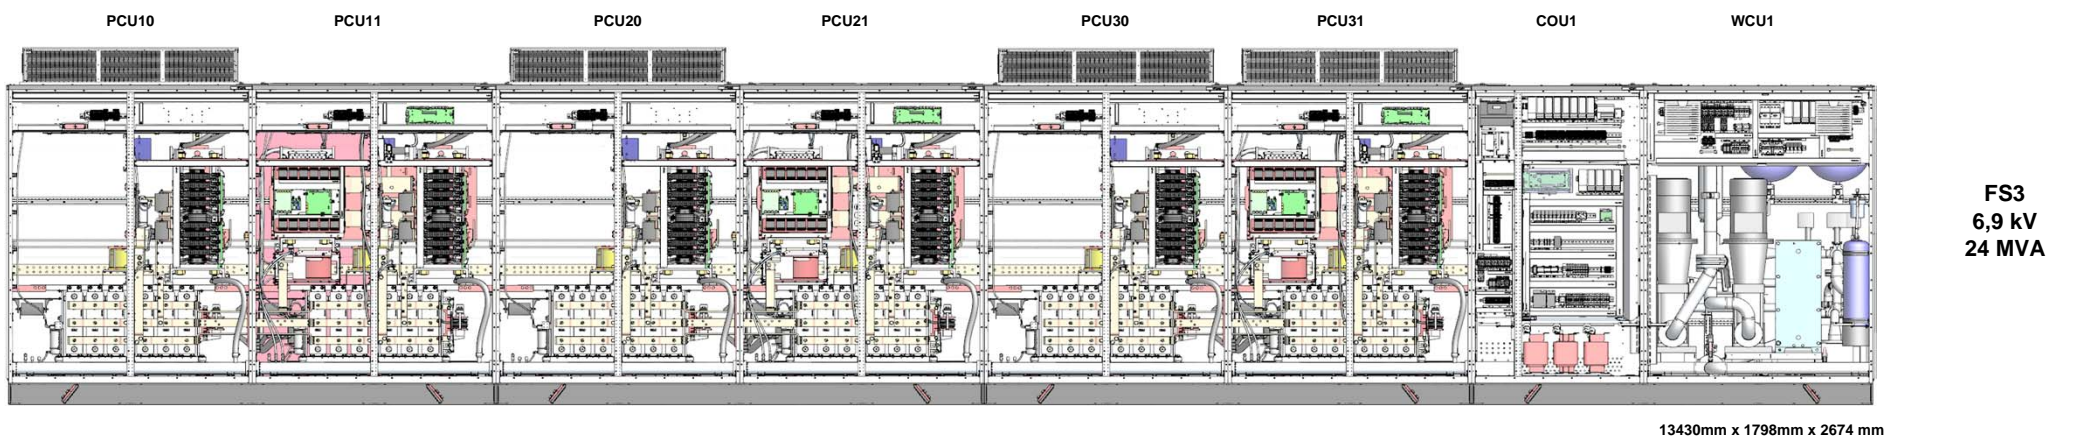 PCU10 PCU11 PCU20 PCU21 PCU30 PCU31 COU1 WCU1
FS3
6,9 kV
24 MVA
13430mm x 1798mm x 2674 mm